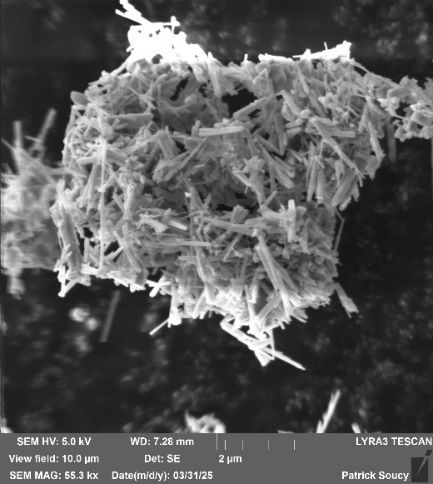 SEM HV: 5.0 kV WD: 7.28 mm LYRA3 TESCAN
View field: 10.0 µm Det: SE 2 µm
SEM MAG: 55.3 kx Date(m/d/y): 03/31/25 Patrick Soucy